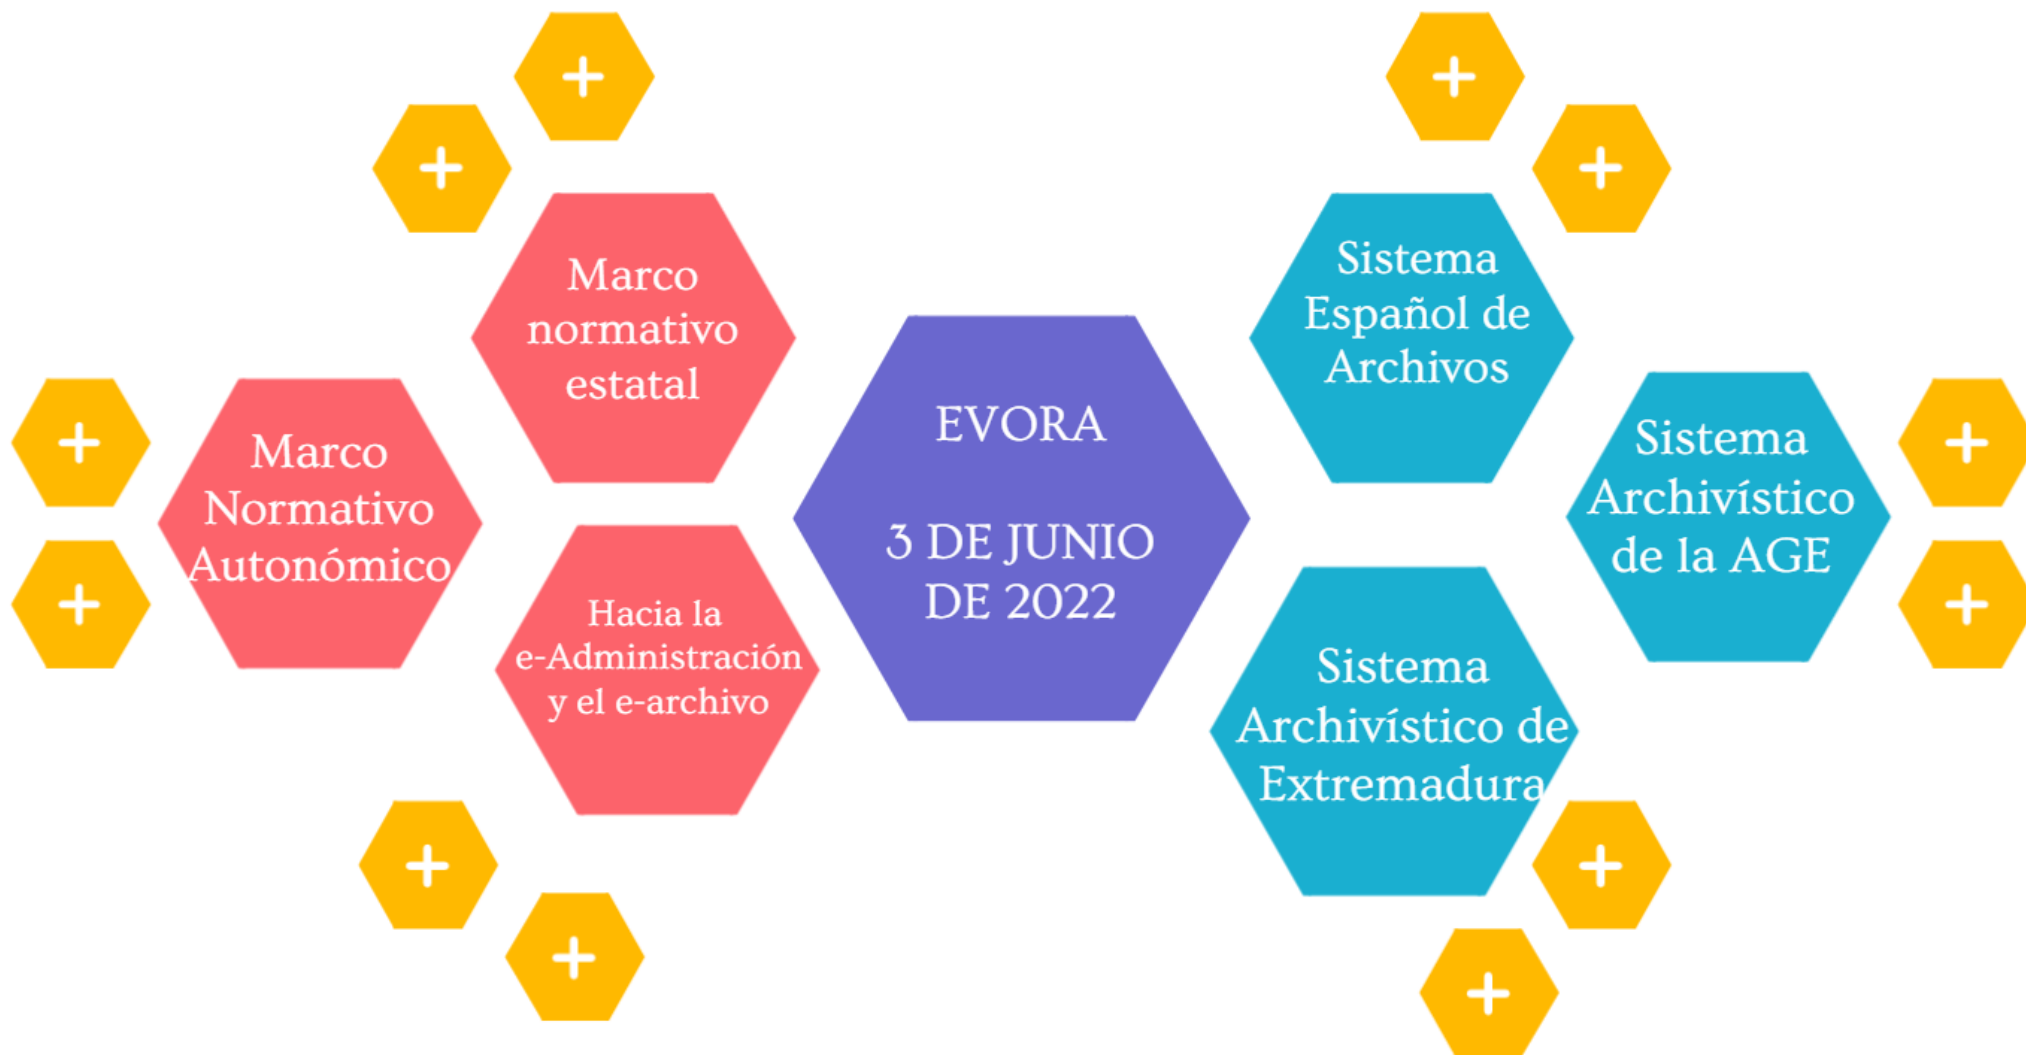 Marco
normativo
estatal
Marco
Normativo
Autonómico
Hacia la
e-Administración
y el e-archivo
EVORA
3 DE JUNIO
DE 2022
Sistema
Español de
Archivos
Sistema
Archivístico
de la AGE
Sistema
Archivístico de
Extremadura